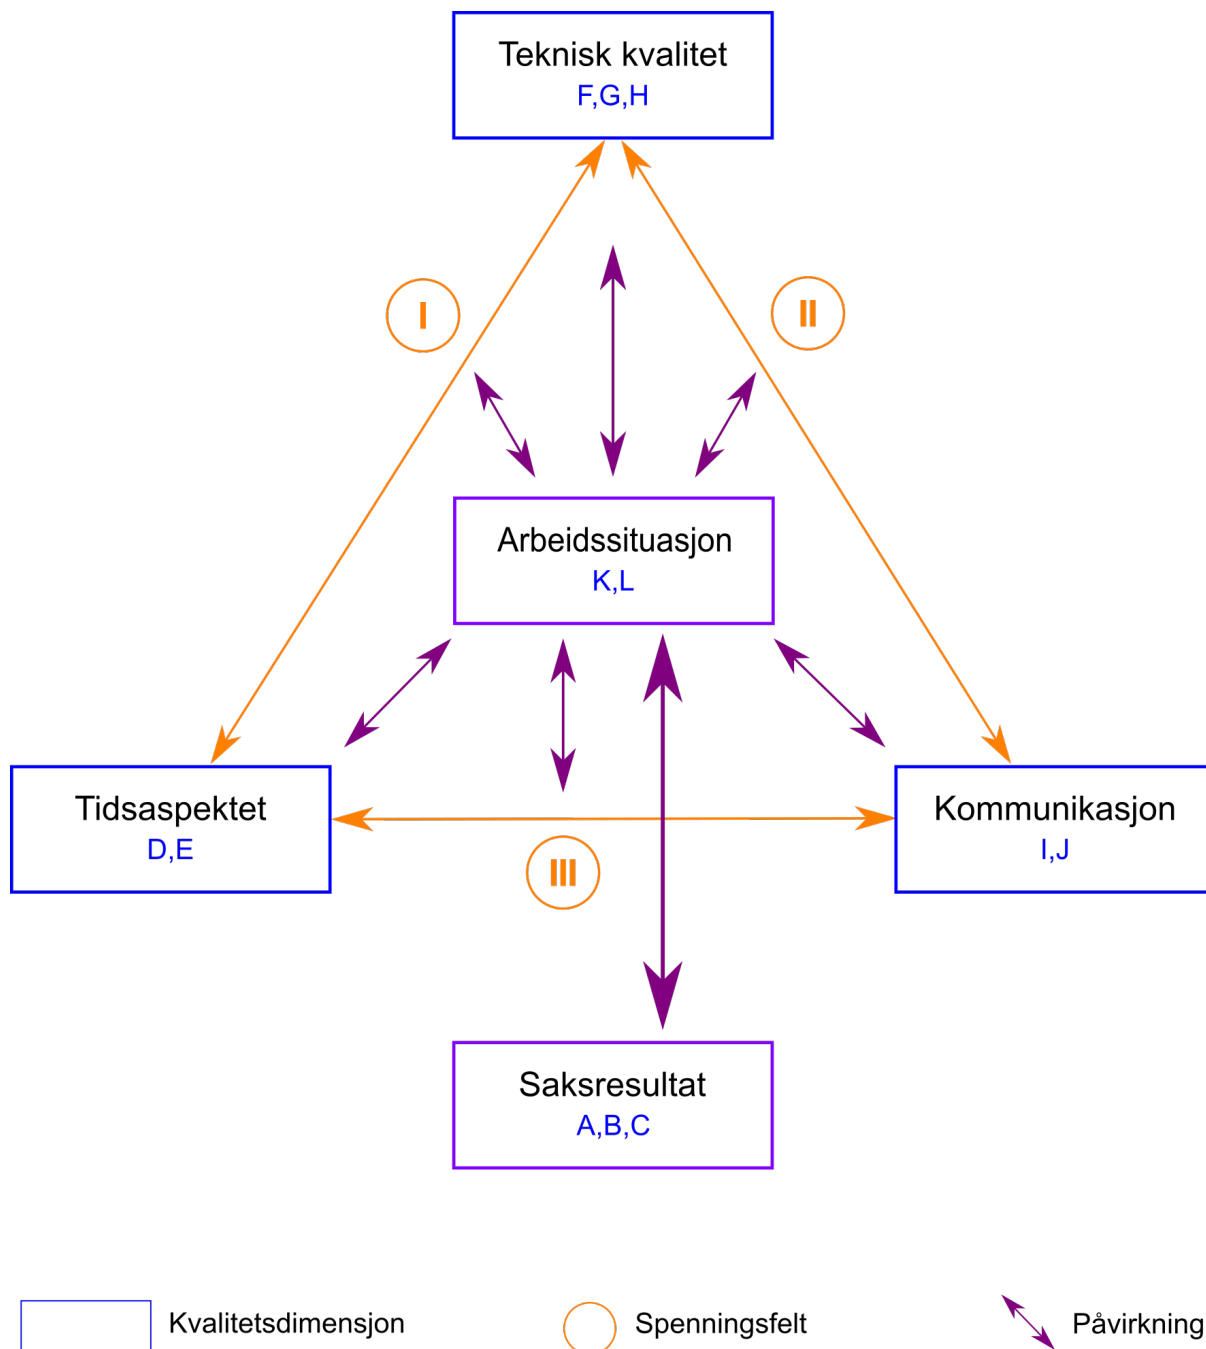 Teknisk kvalitet
F,G,H
I
II
Arbeidssituasjon
K,L
Tidsaspektet
D,E
Kommunikasjon
I,J
III
Saksresultat
A,B,C
Kvalitetsdimensjon
Spenningsfelt
Påvirkning